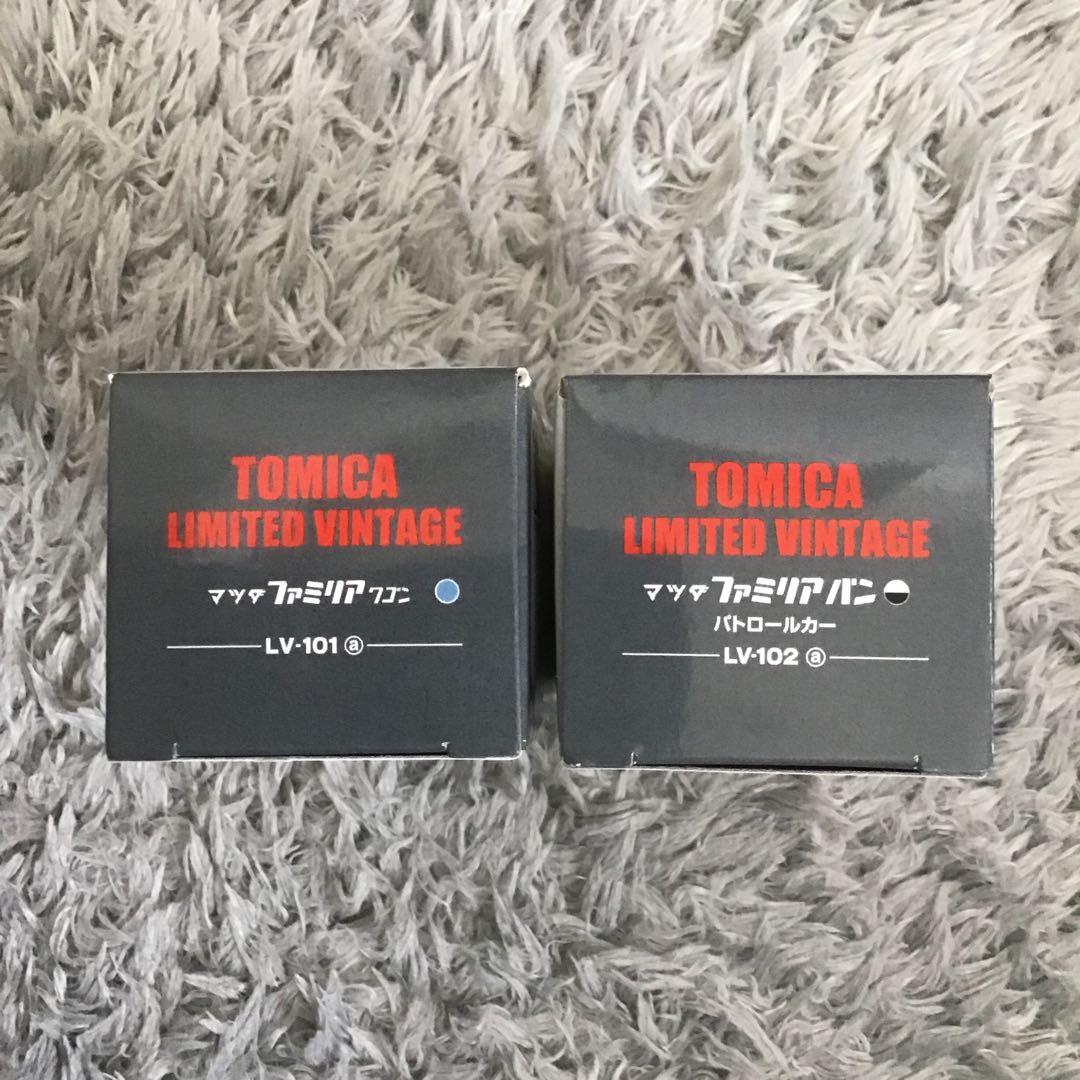 TOMICA
LIMITED VINTAGE
マツダ ファミリア ワゴン
LV-101 ⓐ
TOMICA
LIMITED VINTAGE
マツダ ファミリア バン
パトロールカー
LV-102 ⓐ